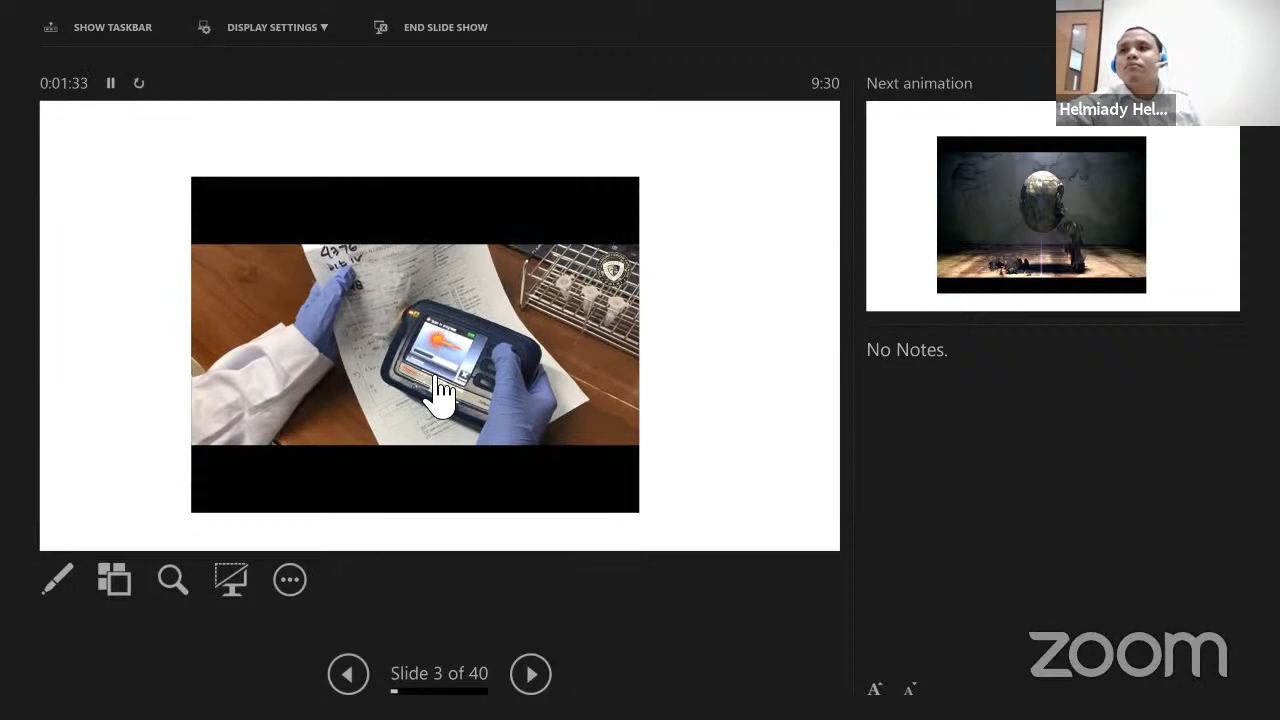 SHOW TASKBAR
DISPLAY SETTINGS ▼
END SLIDE SHOW
0:01:33
9:30
Next animation
Helmiady Hel...
4376
No Notes.
Slide 3 of 40
A A
zoom